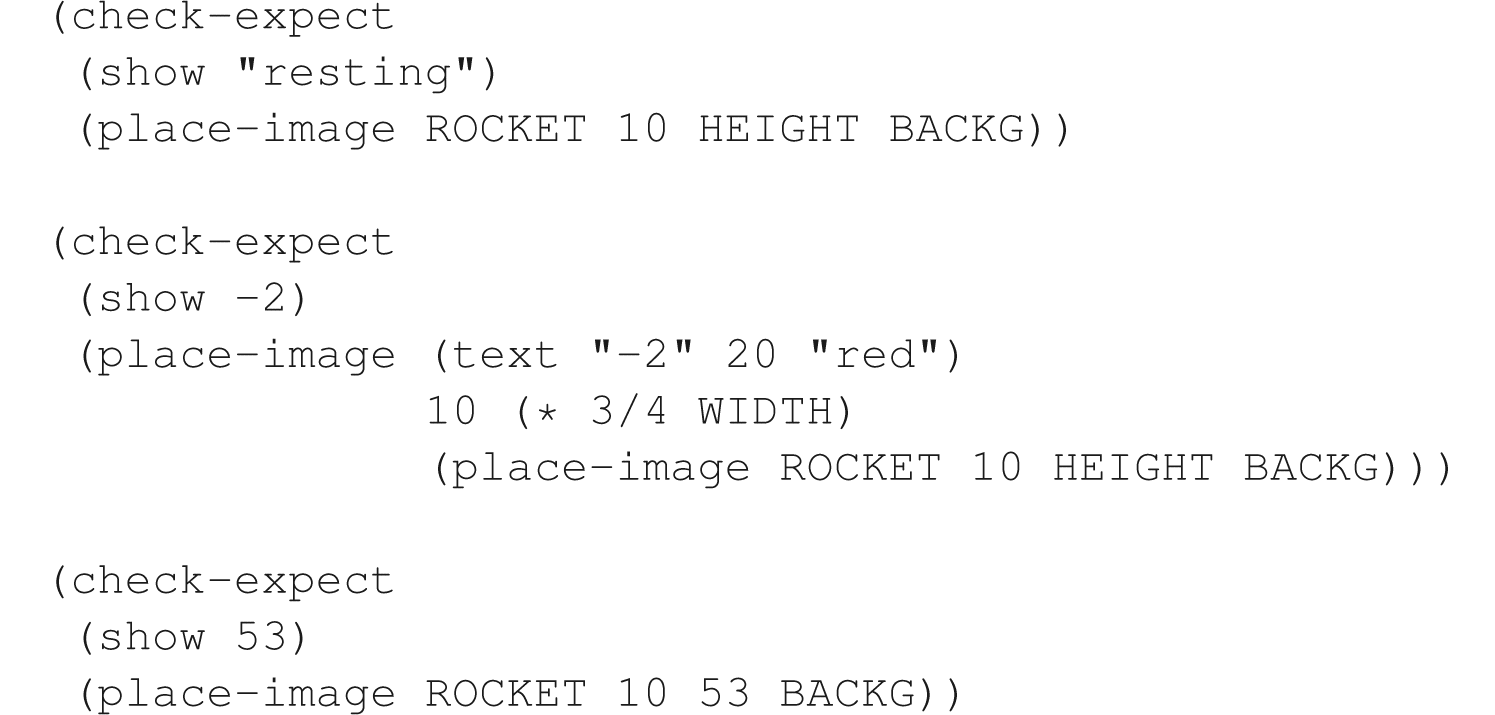 (check-expect
(show "resting")
(place-image ROCKET 10 HEIGHT BACKG))
(check-expect
(show -2)
(place-image (text "-2" 20 "red")
10 (* 3/4 WIDTH)
(place-image ROCKET 10 HEIGHT BACKG)))
(check-expect
(show 53)
(place-image ROCKET 10 53 BACKG))